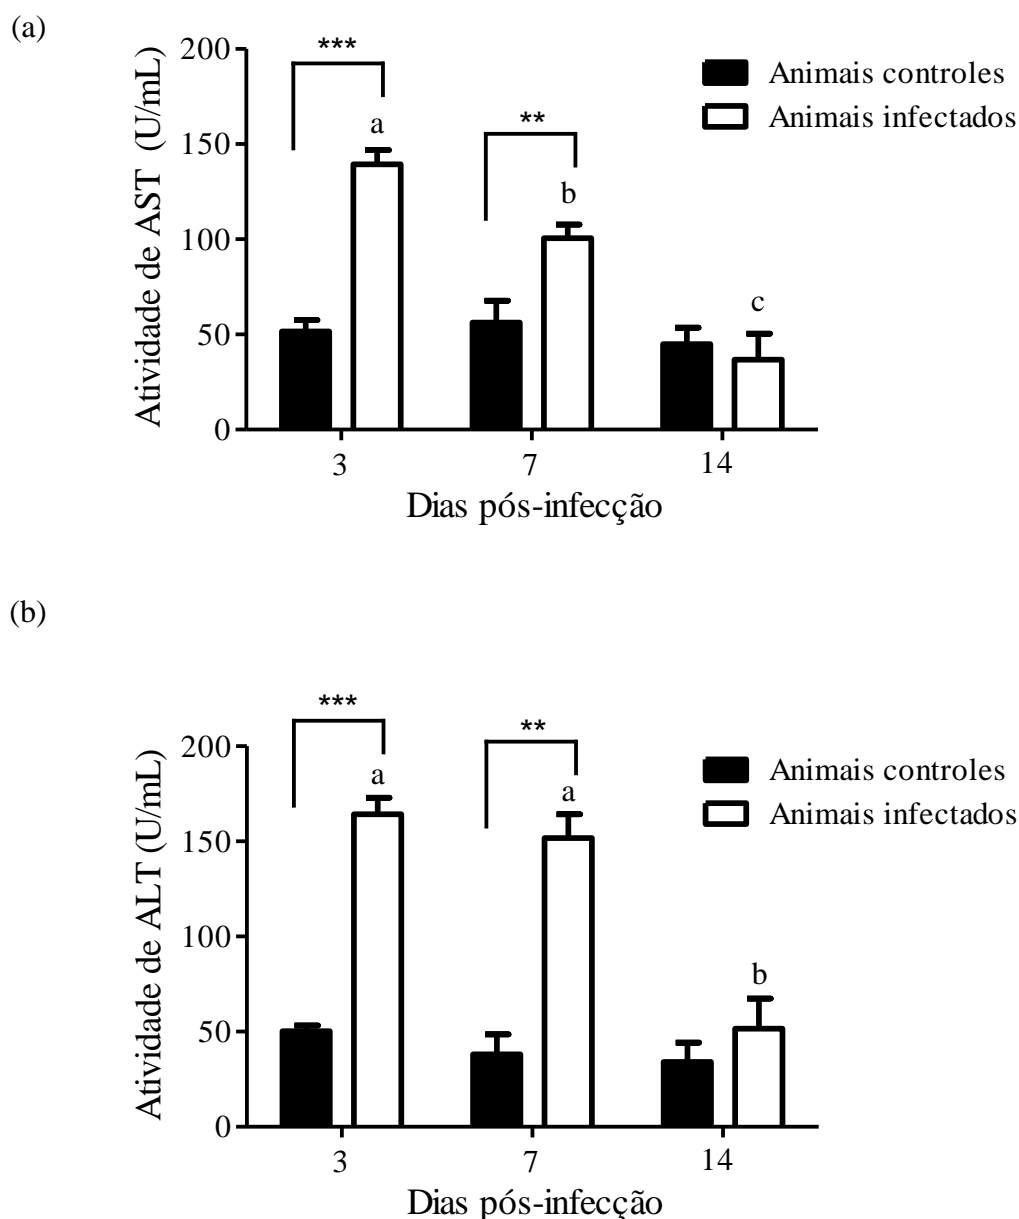 (a)
Atividade de AST (U/mL)
200
150
100
50
0
***
a
**
b
c
Animais controles
Animais infectados
3
7
14
Dias pós-infecção
(b)
Atividade de ALT (U/mL)
200
150
100
50
0
***
a
**
a
b
Animais controles
Animais infectados
3
7
14
Dias pós-infecção